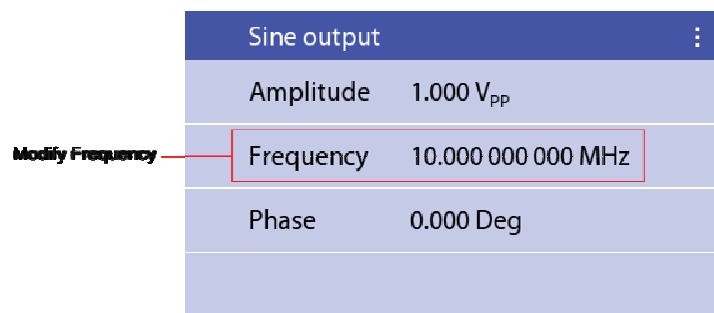 Sine output
Amplitude 1.000 VPP
Modify Frequency
Frequency 10.000 000 000 MHz
Phase 0.000 Deg